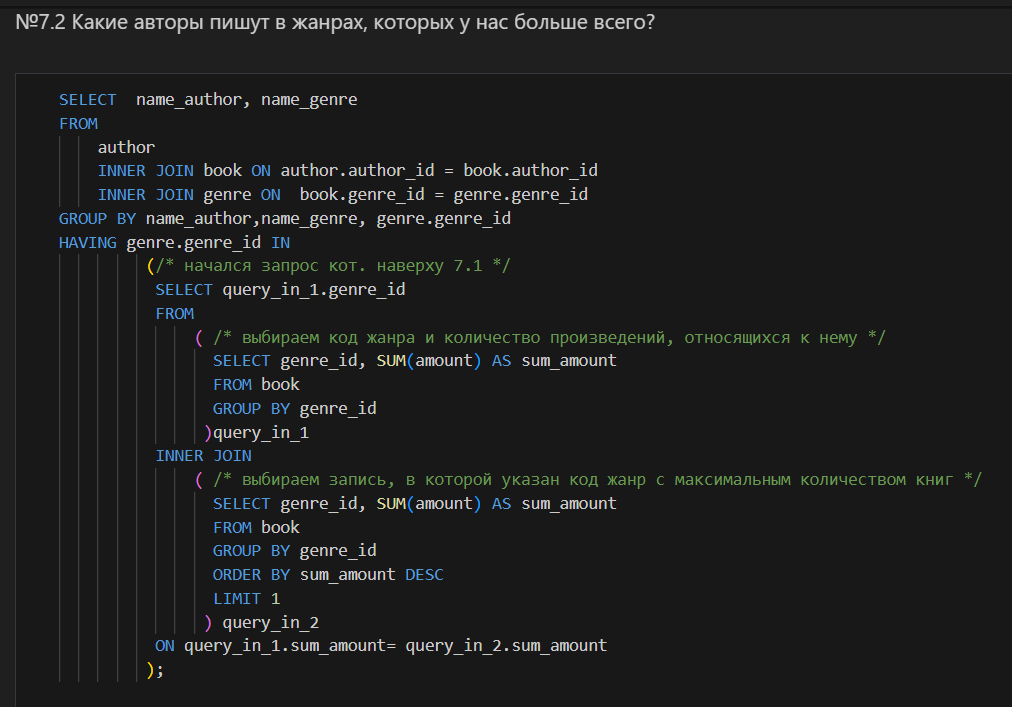 №7.2 Какие авторы пишут в жанрах, которых у нас больше всего?
SELECT  name_author, name_genre
FROM
    author
    INNER JOIN book ON author.author_id = book.author_id
    INNER JOIN genre ON  book.genre_id = genre.genre_id
GROUP BY name_author,name_genre, genre.genre_id
HAVING genre.genre_id IN
         (/* начался запрос кот. наверху 7.1 */
          SELECT query_in_1.genre_id
          FROM
              ( /* выбираем код жанра и количество произведений, относящихся к нему */
                SELECT genre_id, SUM(amount) AS sum_amount
                FROM book
                GROUP BY genre_id
               )query_in_1
          INNER JOIN
              ( /* выбираем запись, в которой указан код жанр с максимальным количеством книг */
                SELECT genre_id, SUM(amount) AS sum_amount
                FROM book
                GROUP BY genre_id
                ORDER BY sum_amount DESC
                LIMIT 1
               ) query_in_2
          ON query_in_1.sum_amount= query_in_2.sum_amount
         );